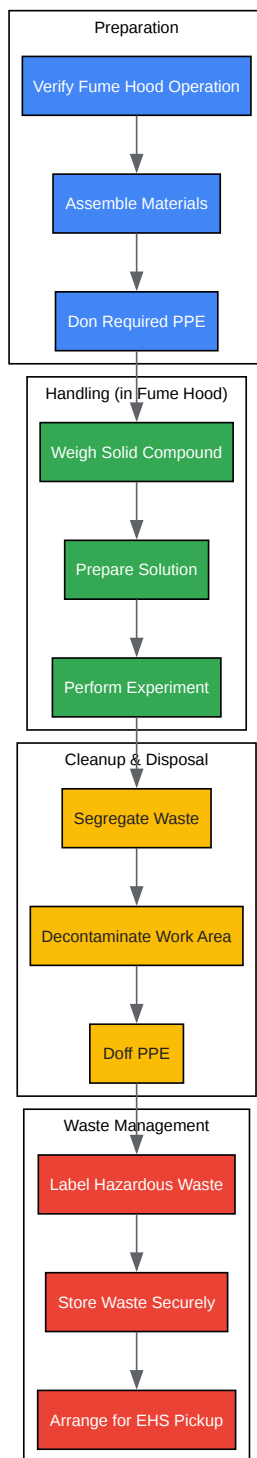 Preparation
Verify Fume Hood Operation
Assemble Materials
Don Required PPE
Handling (in Fume Hood)
Weigh Solid Compound
Prepare Solution
Perform Experiment
Cleanup & Disposal
Segregate Waste
Decontaminate Work Area
Doff PPE
Waste Management
Label Hazardous Waste
Store Waste Securely
Arrange for EHS Pickup